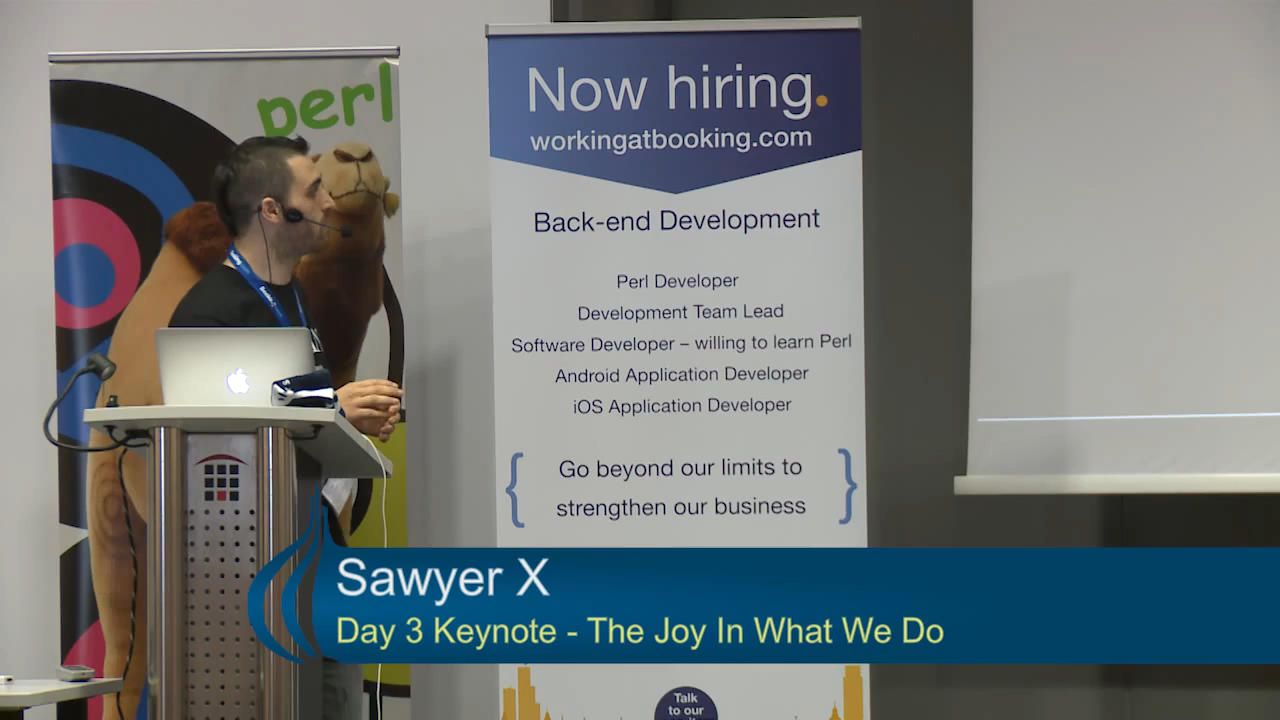 perl
Now hiring.
workingatbooking.com
Back-end Development
Perl Developer
Development Team Lead
Software Developer – willing to learn Perl
Android Application Developer
iOS Application Developer
{ Go beyond our limits to
strengthen our business }
Sawyer X
Day 3 Keynote - The Joy In What We Do
Talk
to our